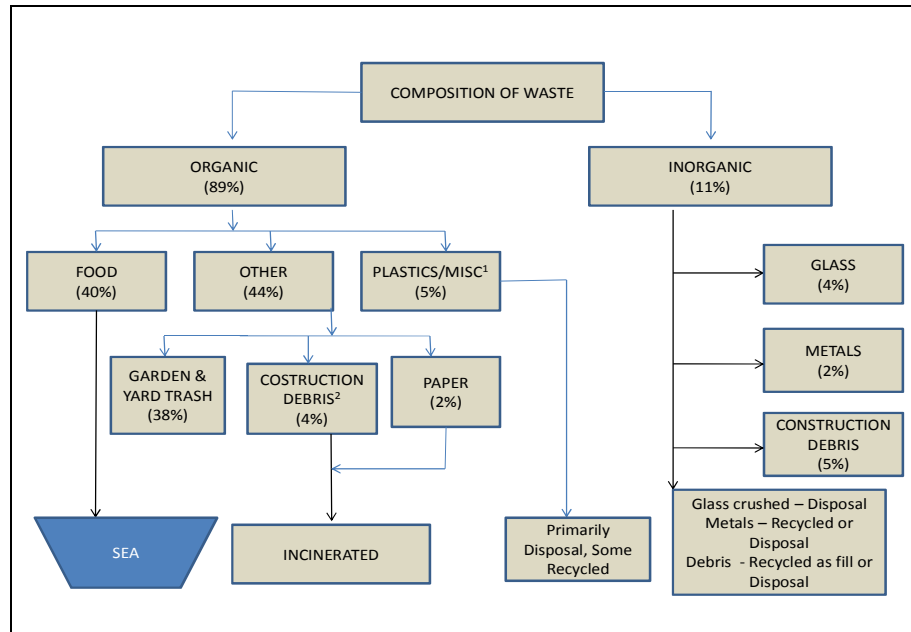 COMPOSITION OF WASTE
ORGANIC
(89%)
INORGANIC
(11%)
FOOD
(40%)
OTHER
(44%)
PLASTICS/MISC¹
(5%)
GLASS
(4%)
GARDEN &
YARD TRASH
(38%)
COSTRUCTION
DEBRIS²
(4%)
PAPER
(2%)
METALS
(2%)
CONSTRUCTION
DEBRIS
(5%)
SEA
INCINERATED
Primarily
Disposal, Some
Recycled
Glass crushed – Disposal
Metals – Recycled or
Disposal
Debris - Recycled as fill or
Disposal